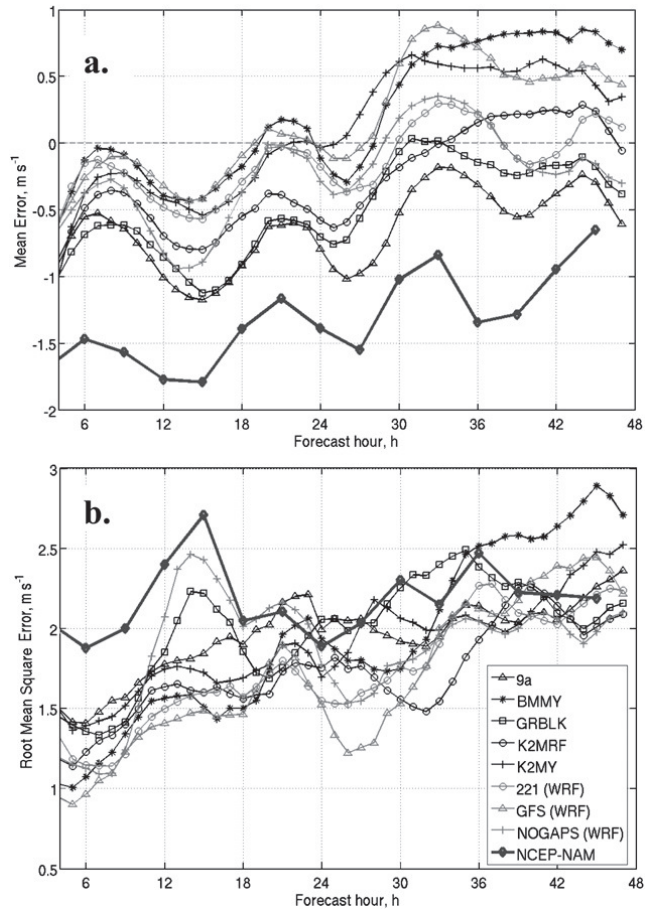 a.
Mean Error, m s-1
1
0.5
0
-0.5
-1
-1.5
-2
6 12 18 24 30 36 42 48
Forecast hour, h
b.
Root Mean Square Error, m s-1
3
2.5
2
1.5
1
0.5
9a
BMMY
GRBLK
K2MRF
K2MY
221 (WRF)
GFS (WRF)
NOGAPS (WRF)
NCEP-NAM
6 12 18 24 30 36 42 48
Forecast hour, h